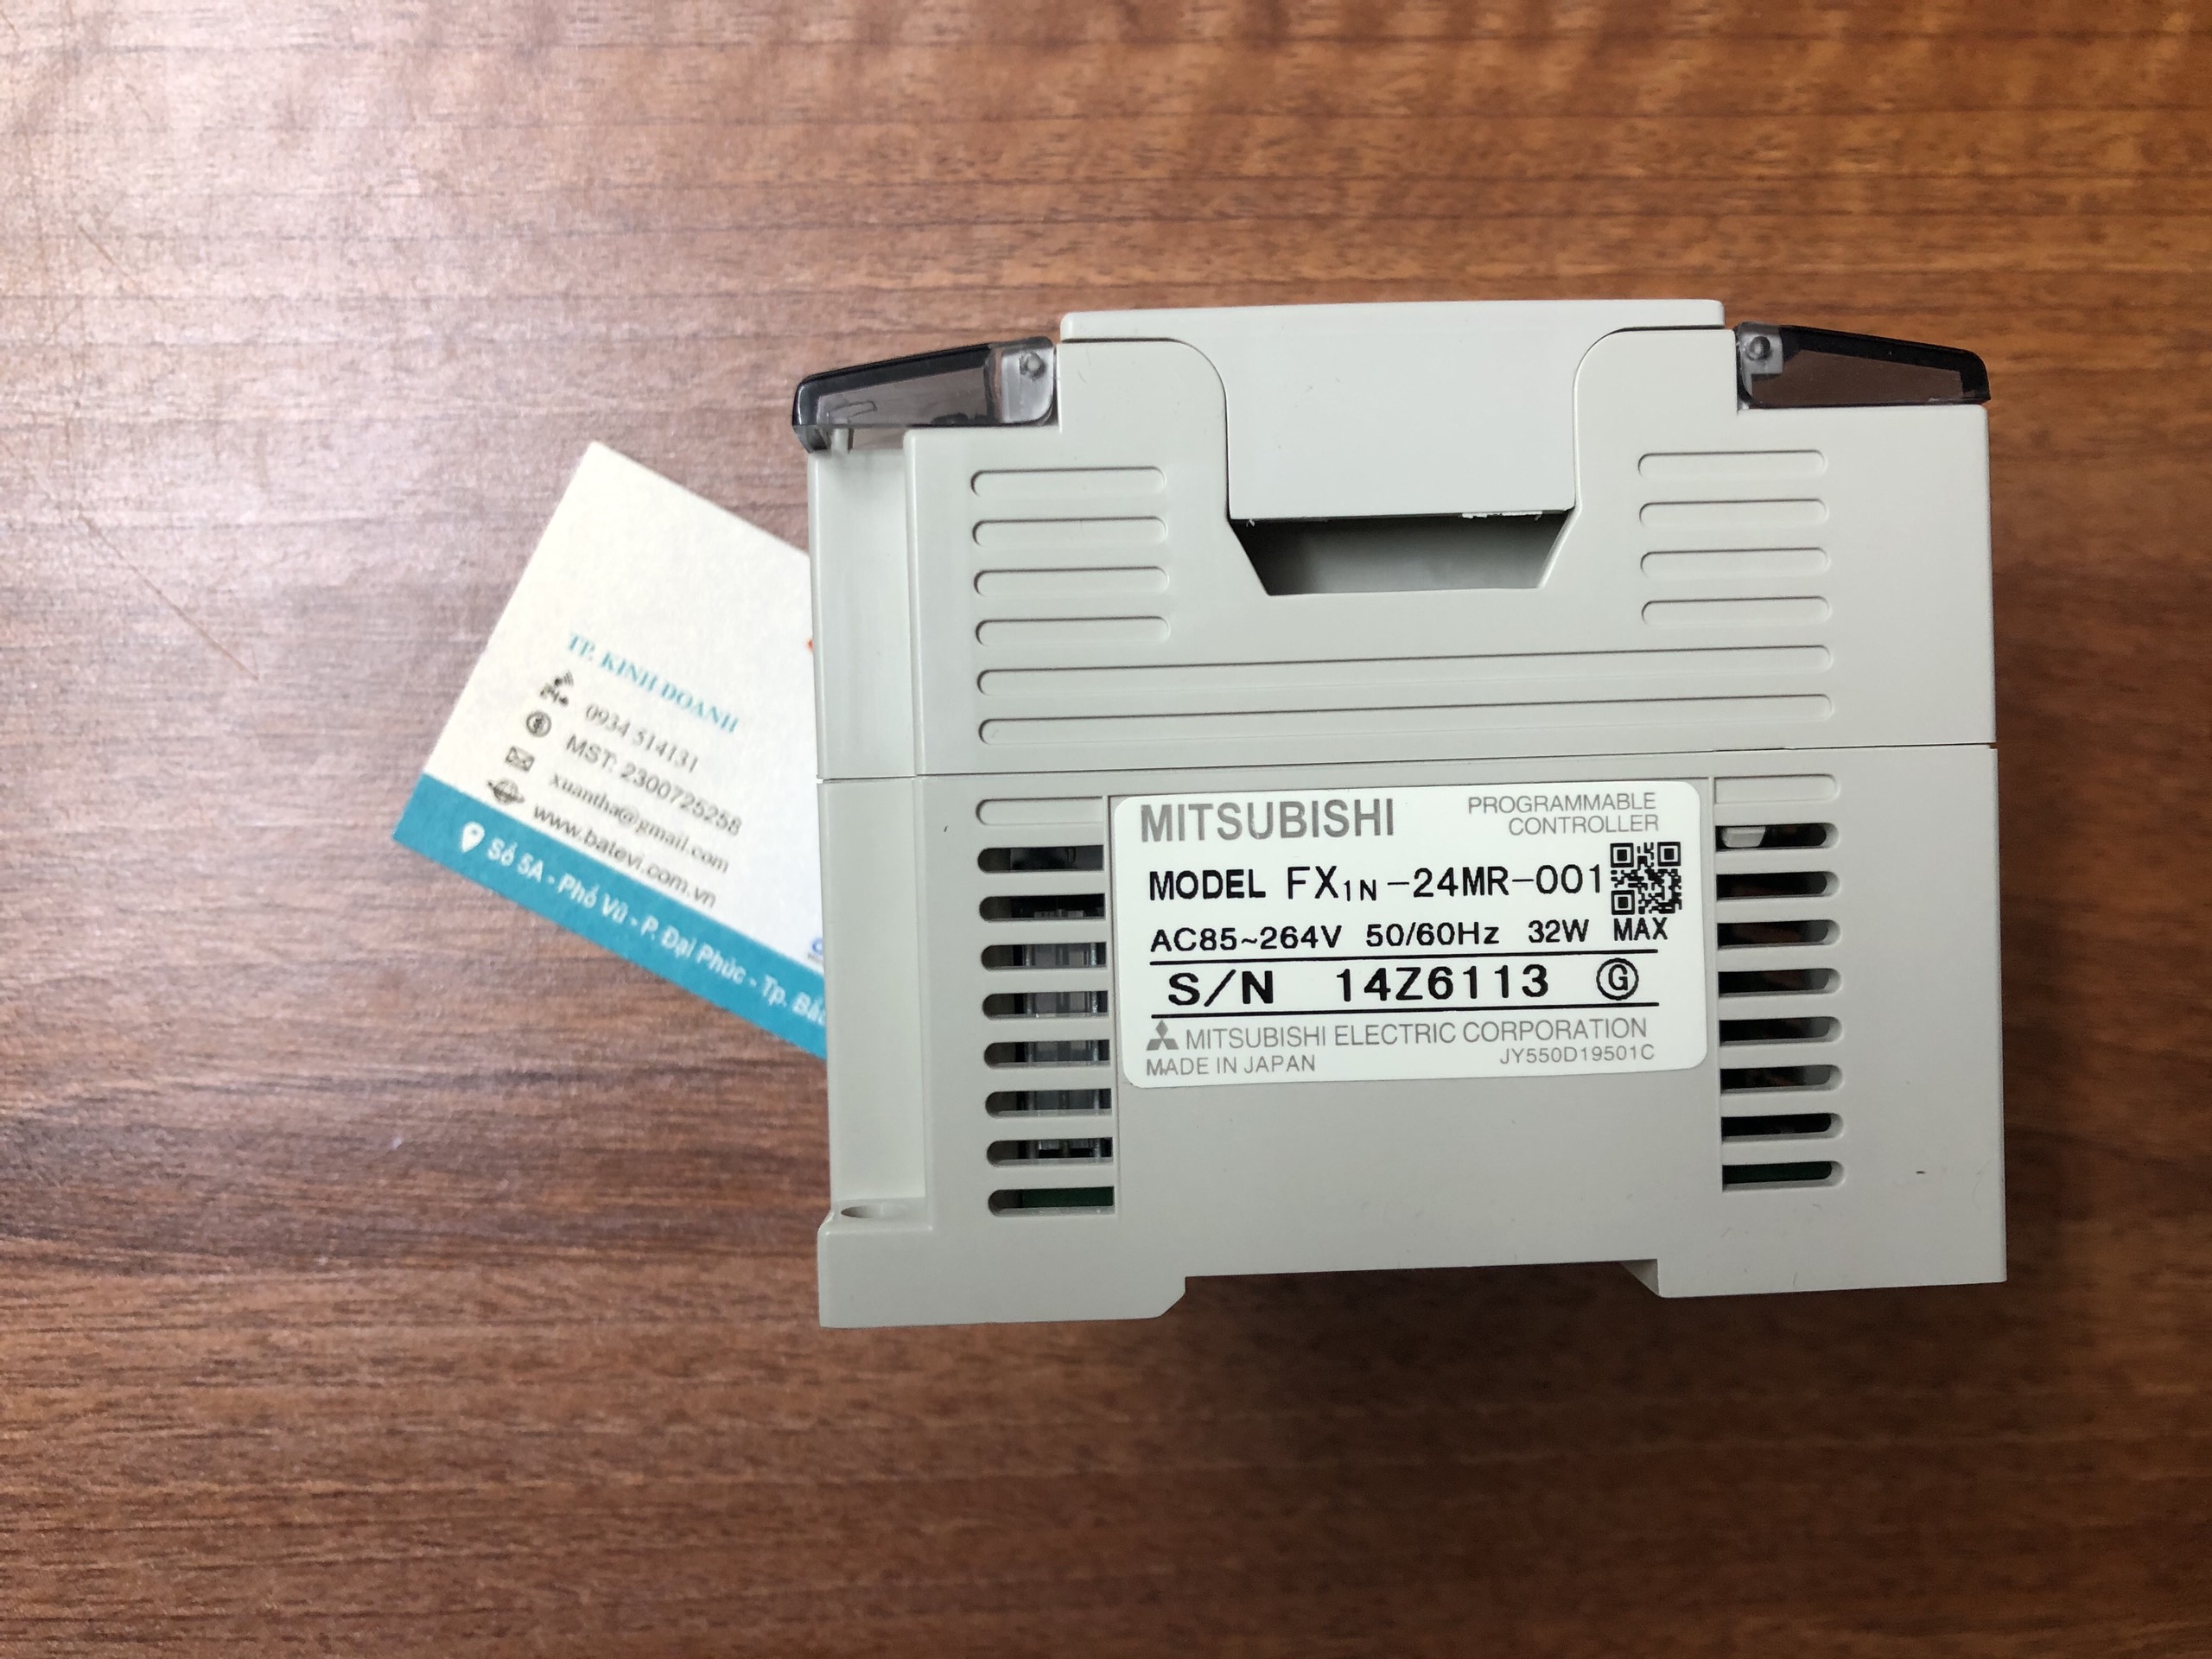 TP. KINH DOANH
0934 514131
MST: 2300725258
xuantha@gmail.com
www.batevi.com.vn
Số 5A - Phố Vũ - P. Đại Phúc - Tp.
MITSUBISHI
PROGRAMMABLE
CONTROLLER
MODEL FX1N-24MR-001
AC85~264V 50/60Hz 32W MAX
S/N 14Z6113 G
MITSUBISHI ELECTRIC CORPORATION
MADE IN JAPAN JY550D19501C